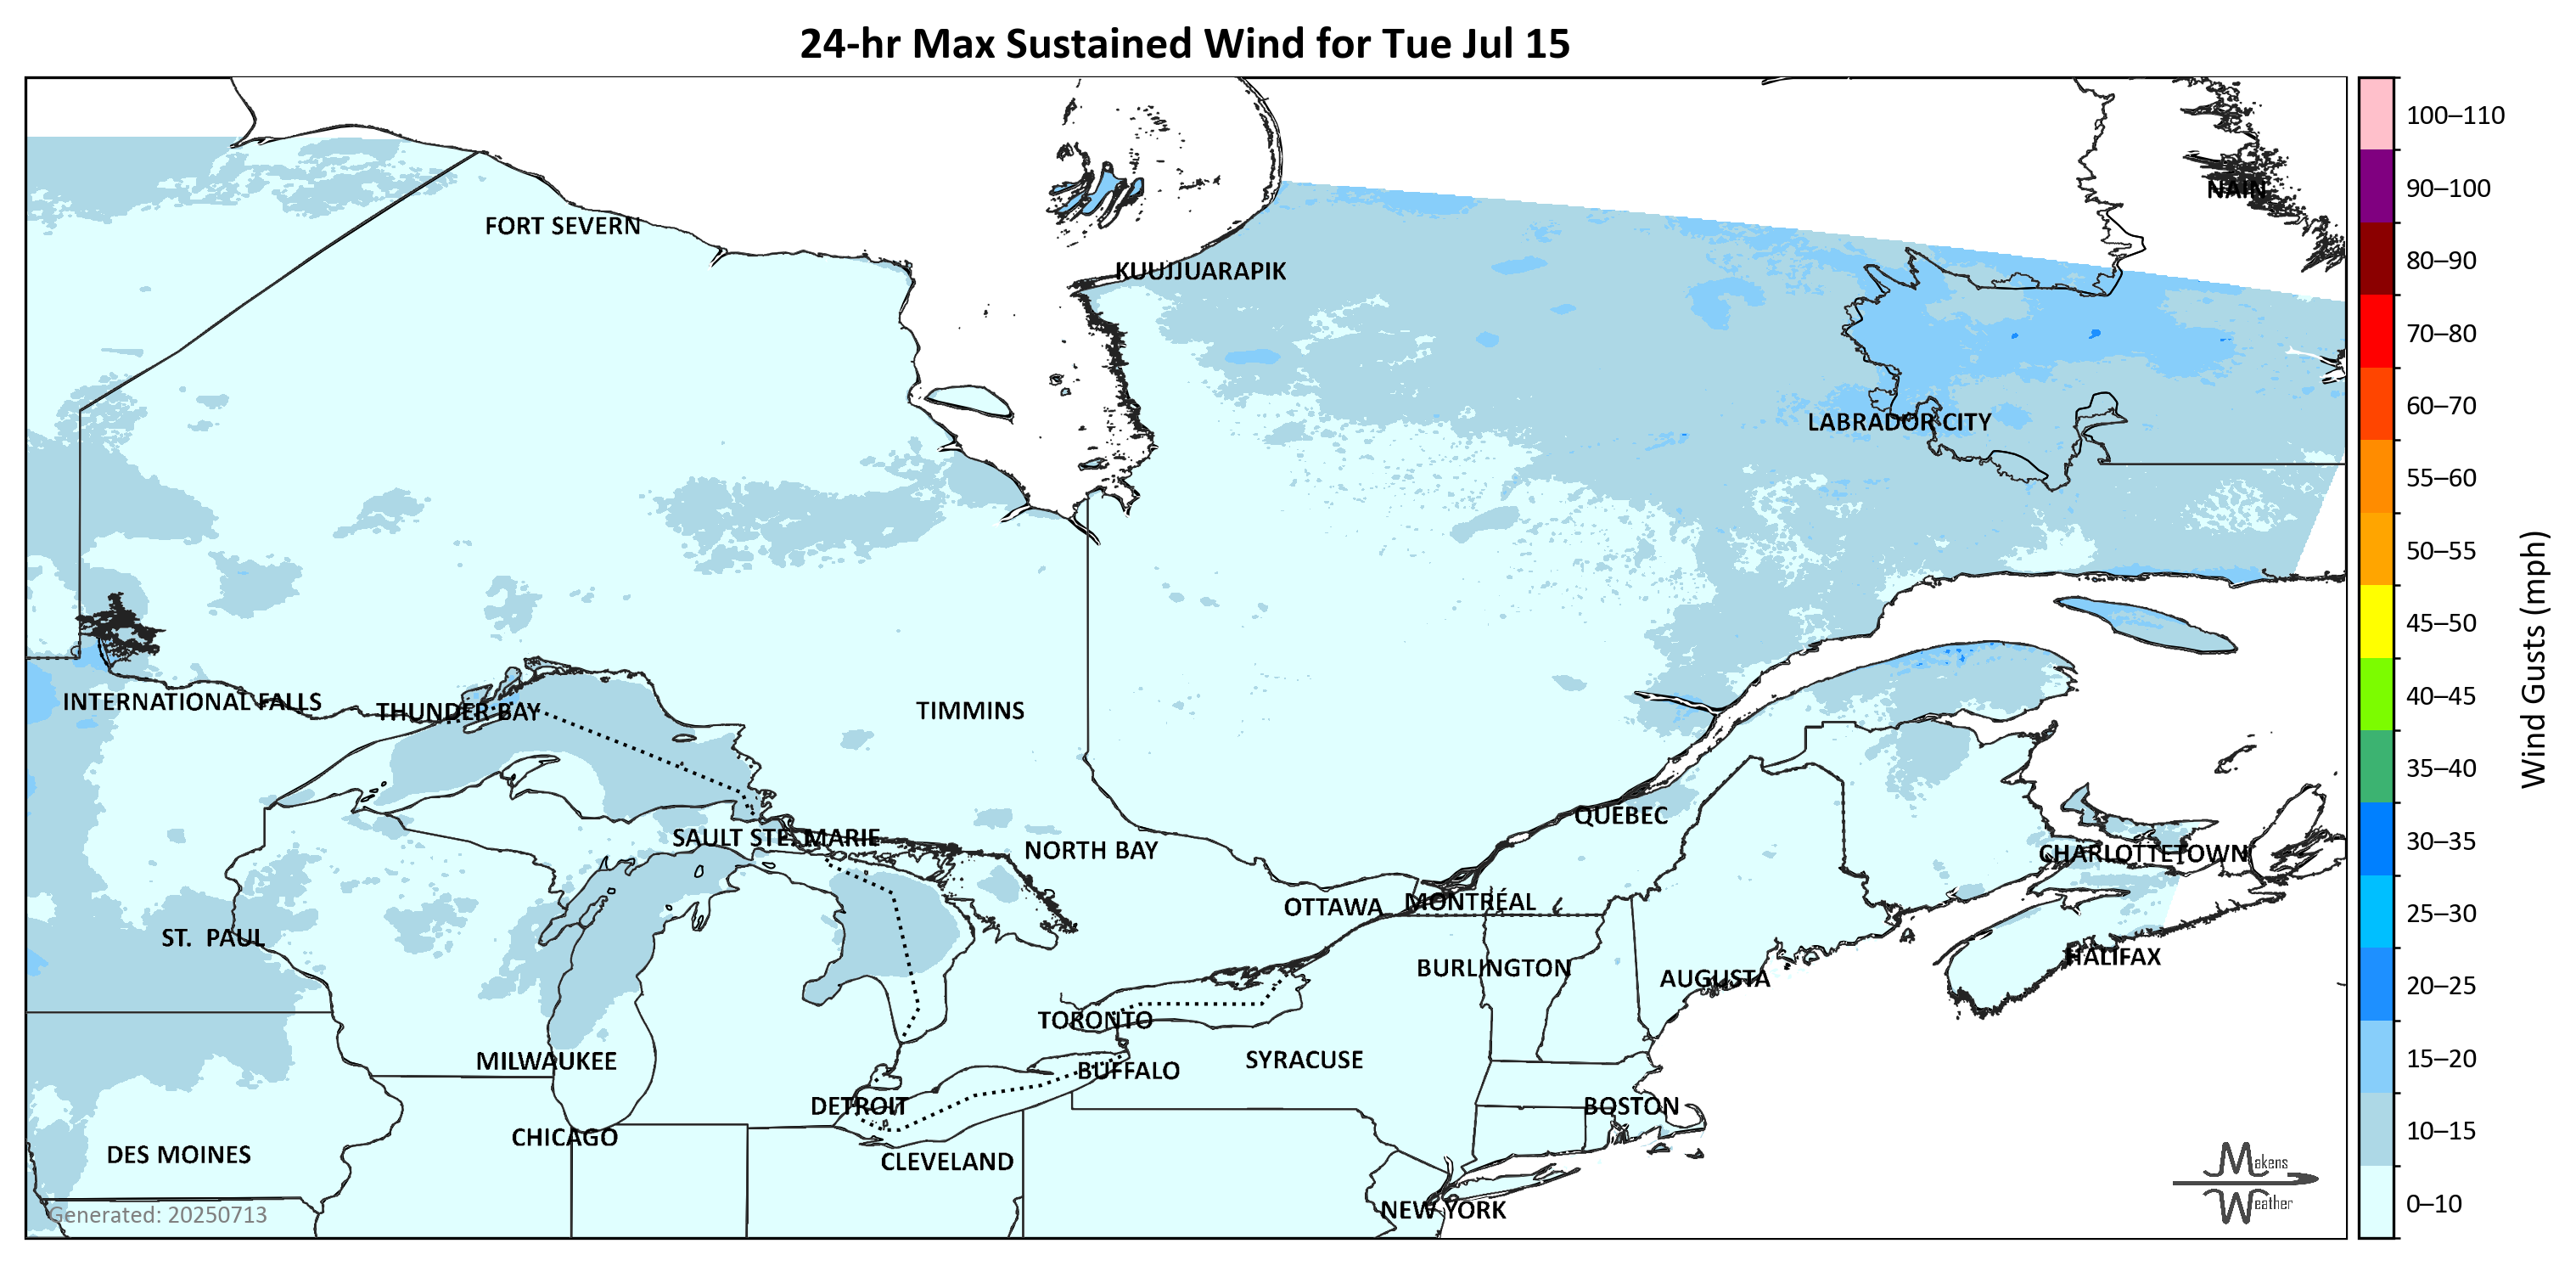 24-hr Max Sustained Wind for Tue Jul 15
100–110
90–100
NAIN
FORT SEVERN
80–90
KUUJJUARAPIK
70–80
60–70
LABRADOR CITY
55–60
50–55
45–50
40–45
INTERNATIONAL FALLS
THUNDER BAY
TIMMINS
Wind Gusts (mph)
35–40
QUÉBEC
SAULT STE. MARIE
30–35
NORTH BAY
CHARLOTTETOWN
OTTAWA
MONTRÉAL
25–30
ST. PAUL
HALIFAX
BURLINGTON
AUGUSTA
20–25
TORONTO
MILWAUKEE
SYRACUSE
15–20
BUFFALO
DETROIT
BOSTON
10–15
CHICAGO
DES MOINES
CLEVELAND
Makens
Weather
0–10
NEW YORK
Generated: 20250713